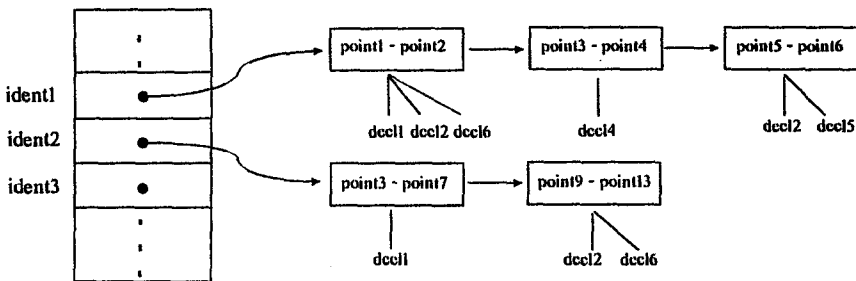 point1 - point2
point3 - point4
point5 - point6
ident1
decl1 decl2 decl6
decl4
decl2 decl5
ident2
ident3
point3 - point7
point9 - point13
decl1
decl2 decl6